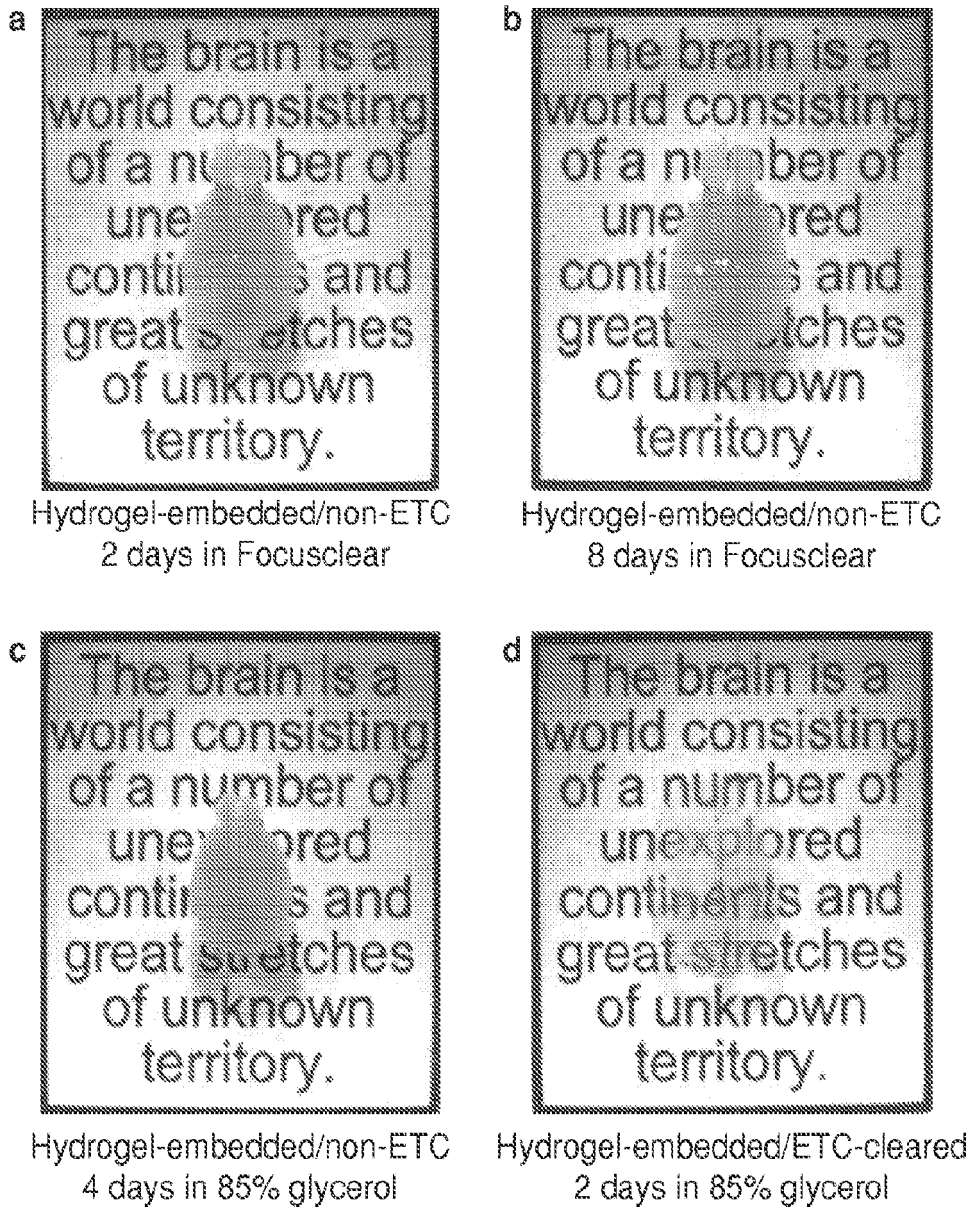 a
The brain is a
world consisting
of a number of
and
great stretches
of unknown
territory.
Hydrogel-embedded/non-ETC
2 days in Focusclear
b
The brain is a
world consisting
of a number of
and
great
of unknown
territory.
Hydrogel-embedded/non-ETC
8 days in Focusclear
c
The brain is a
world consisting
of a number of
and
great stretches
of unknown
territory.
Hydrogel-embedded/non-ETC
4 days in 85% glycerol
d
The brain is a
world consisting
of a number of
unexplored
continents and
great stretches
of unknown
territory.
Hydrogel-embedded/ETC-cleared
2 days in 85% glycerol